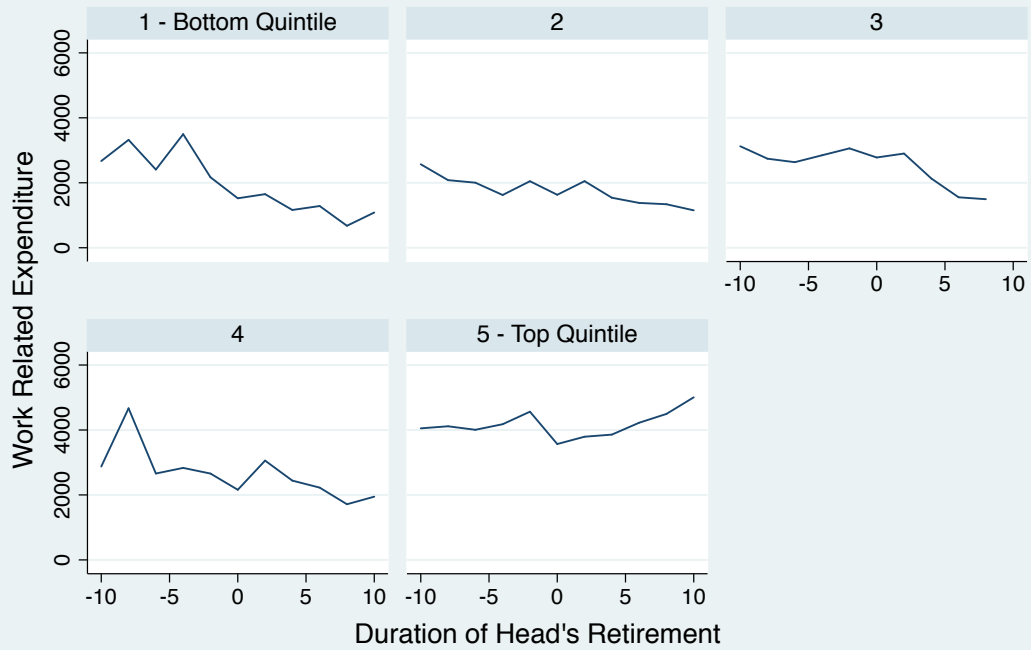 1 - Bottom Quintile
2
3
6000
4000
2000
0
-10 -5 0 5 10
4
5 - Top Quintile
6000
4000
2000
0
-10 -5 0 5 10
-10 -5 0 5 10
Work Related Expenditure
Duration of Head's Retirement